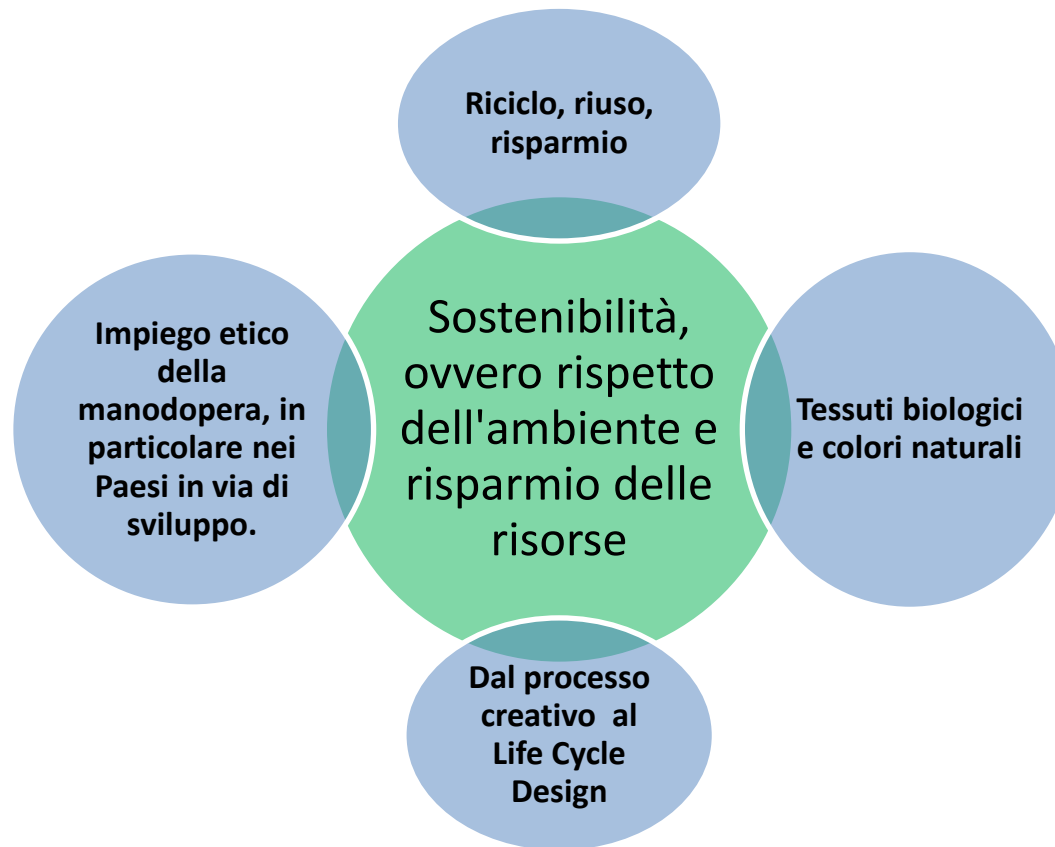 Riciclo, riuso,
risparmio
Impiego etico
della
manodopera, in
particolare nei
Paesi in via di
sviluppo.
Sostenibilità,
ovvero rispetto
dell'ambiente e
risparmio delle
risorse
Tessuti biologici
e colori naturali
Dal processo
creativo al
Life Cycle
Design